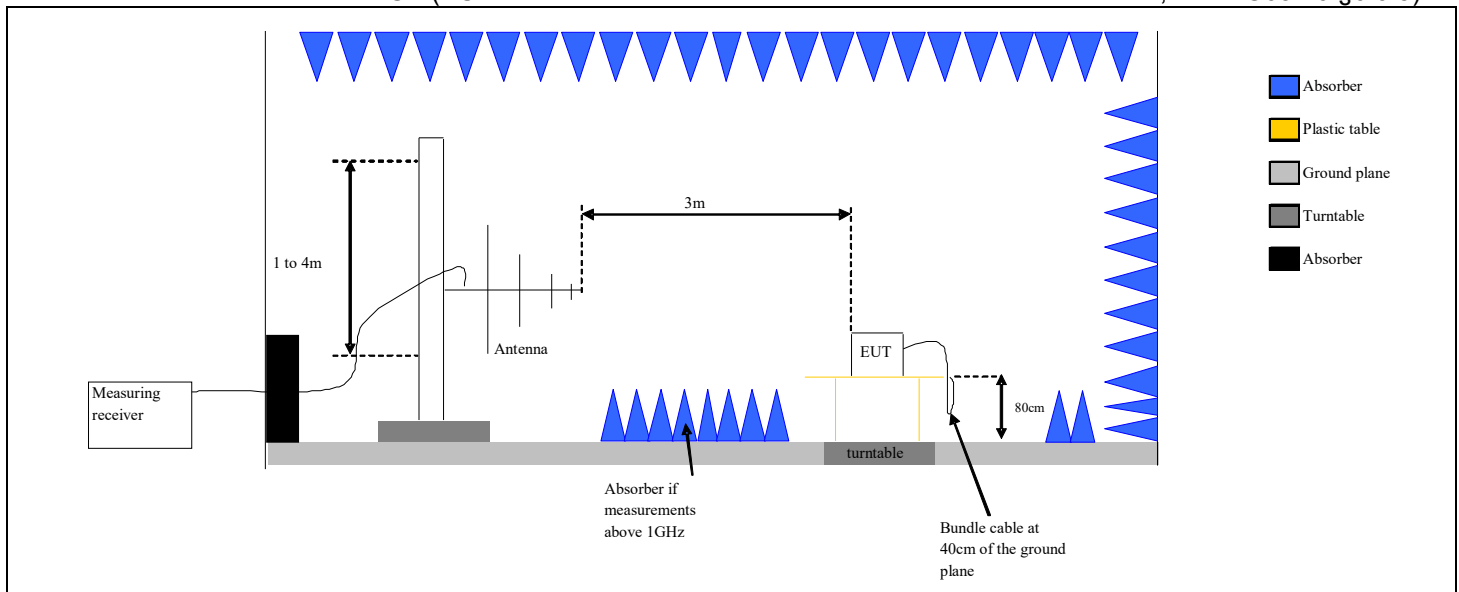 Absorber
Plastic table
Ground plane
Turntable
Absorber
3m
1 to 4m
Antenna
EUT
Measuring
receiver
80cm
turntable
Absorber if
measurements
above 1GHz
Bundle cable at
40cm of the ground
plane